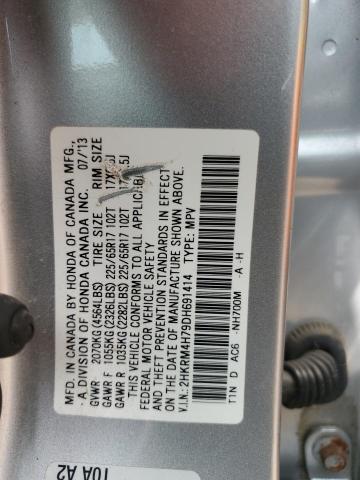 MFD. IN CANADA BY HONDA OF CANADA MFG.,
- A DIVISION OF HONDA CANADA INC. 07/13
GVWR 2070KG(4564LBS) TIRE SIZE RIM SIZE
GAWR F 1055KG(2326LBS) 225/65R17 102T
GAWR R 1035KG(2282LBS) 225/65R17 102T
THIS VEHICLE CONFORMS TO ALL APPLICABLE
FEDERAL MOTOR VEHICLE SAFETY
AND THEFT PREVENTION STANDARDS IN EFFECT
ON THE DATE OF MANUFACTURE SHOWN ABOVE.
V.I.N.: 2HKRM4H79DH691414 TYPE: MPV
T1N D AC6 -NH700M -A -H
T0A A2